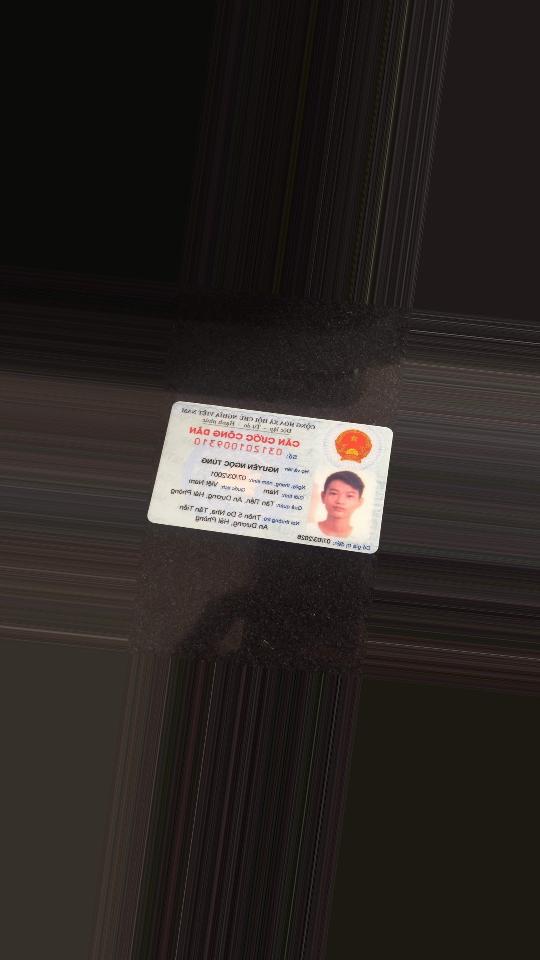 CỘNG HÒA XÃ HỘI CHỦ NGHĨA VIỆT NAM
Độc lập - Tự do - Hạnh phúc
CĂN CƯỚC CÔNG DÂN
Số: 031201009310
Họ và tên:
NGUYỄN NGỌC TÙNG
Ngày, tháng, năm sinh: 07/03/2001
Giới tính: Nam Quốc tịch: Việt Nam
Quê quán: Tân Tiến, An Dương, Hải Phòng
Nơi thường trú: Thôn 5 Do Nha, Tân Tiến
An Dương, Hải Phòng
Có giá trị đến: 07/03/2026